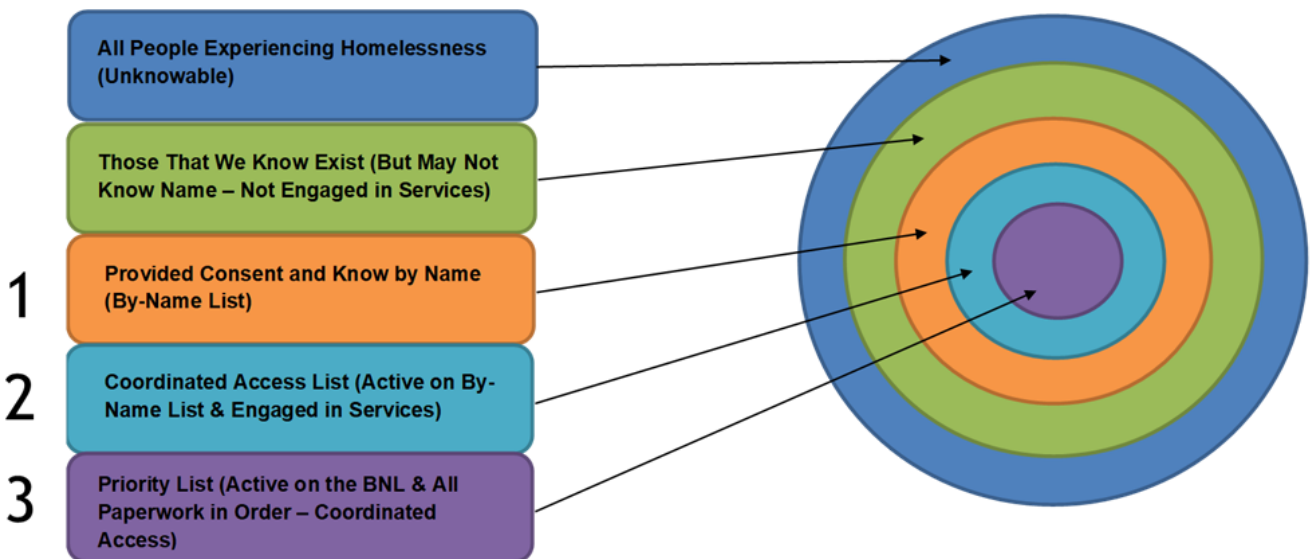 All People Experiencing Homelessness
(Unknowable)
Those That We Know Exist (But May Not
Know Name – Not Engaged in Services)
1
Provided Consent and Know by Name
(By-Name List)
2
Coordinated Access List (Active on By-
Name List & Engaged in Services)
3
Priority List (Active on the BNL & All
Paperwork in Order – Coordinated
Access)